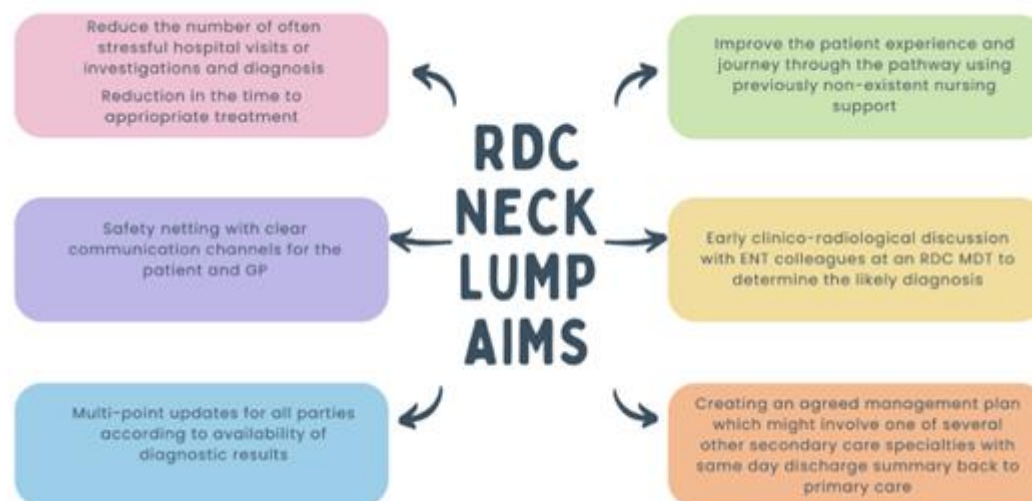 Reduce the number of often
stressful hospital visits or
investigations and diagnosis
Reduction in the time to
appriopriate treatment
Improve the patient experience and
journey through the pathway using
previously non-existent nursing
support
RDC
NECK
LUMP
AIMS
Safety netting with clear
communication channels for the
patient and GP
Early clinico-radiological discussion
with ENT colleagues at an RDC MDT to
determine the likely diagnosis
Multi-point updates for all parties
according to availability of
diagnostic results
Creating an agreed management plan
which might involve one of several
other secondary care specialties with
same day discharge summary back to
primary care